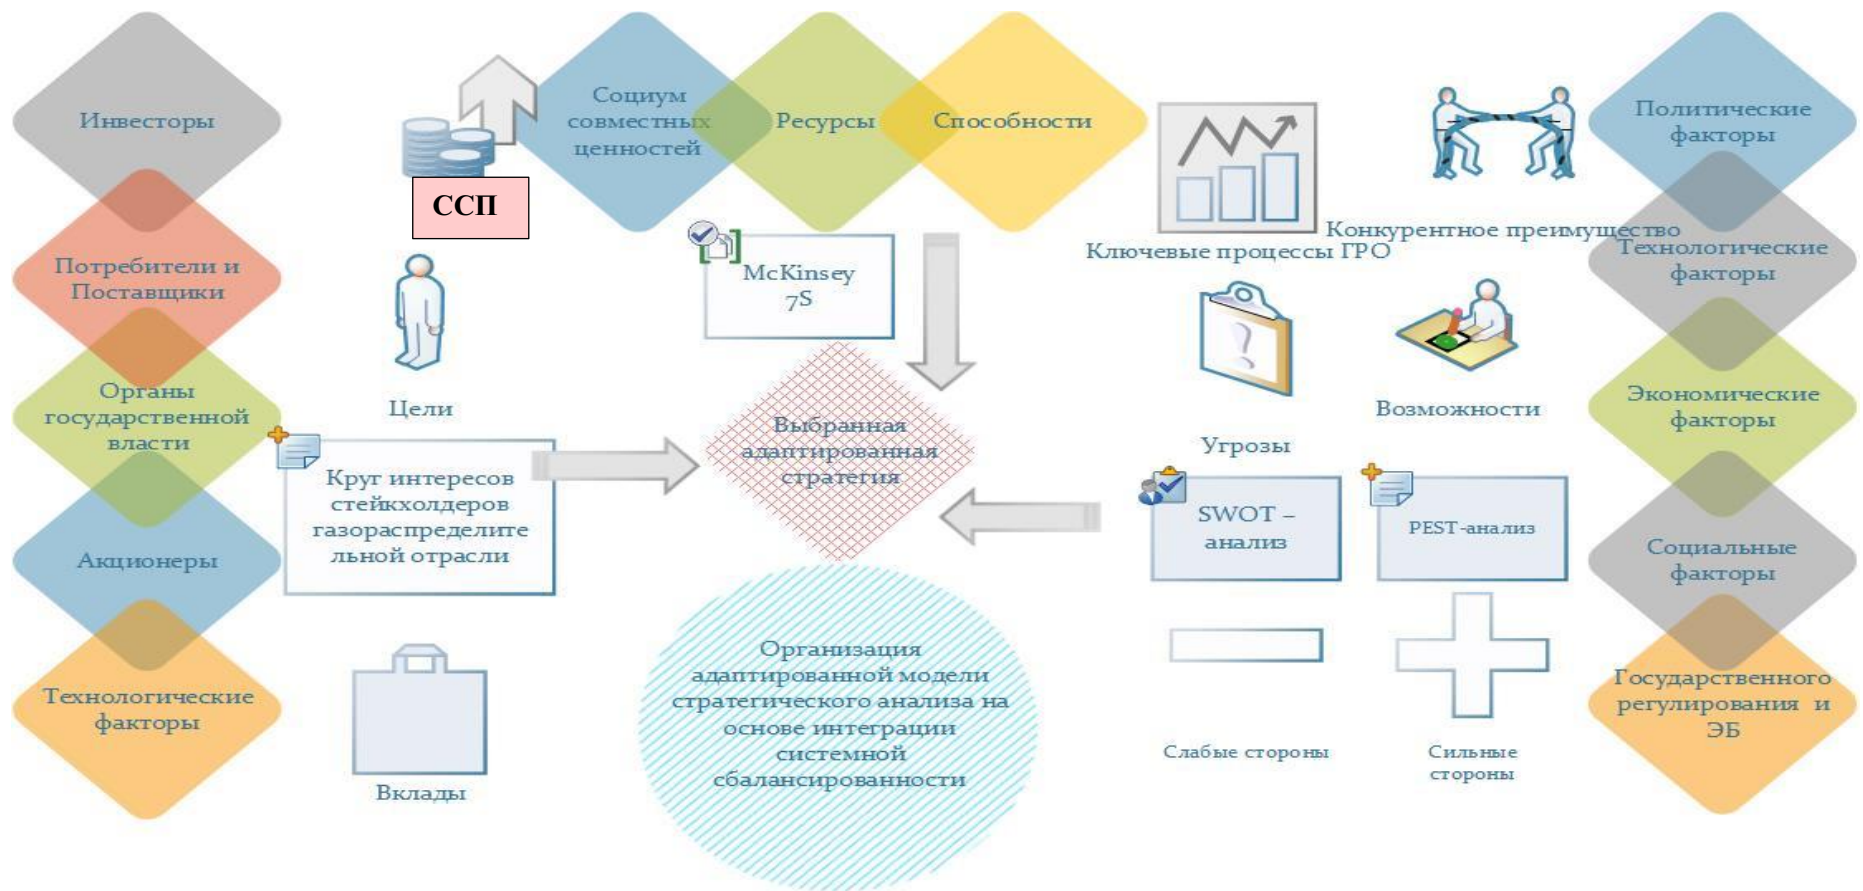 Инвесторы
Потребители и
Поставщики
Органы
государственной
власти
Акционеры
Технологические
факторы
ССП
Цели
Круг интересов
стейкхолдеров
газораспределите
льной отрасли
Вклады
Социум
совместных
ценностей
Ресурсы
Способности
McKinsey
7S
Выбранная
адаптированная
стратегия
Организация
адаптированной модели
стратегического анализа на
основе интеграции
системной
сбалансированности
Ключевые процессы ГРО
Конкурентное преимущество
Угрозы
Возможности
SWOT –
анализ
PEST-анализ
Слабые стороны
Сильные
стороны
Политические
факторы
Технологические
факторы
Экономические
факторы
Социальные
факторы
Государственного
регулирования и
ЭБ